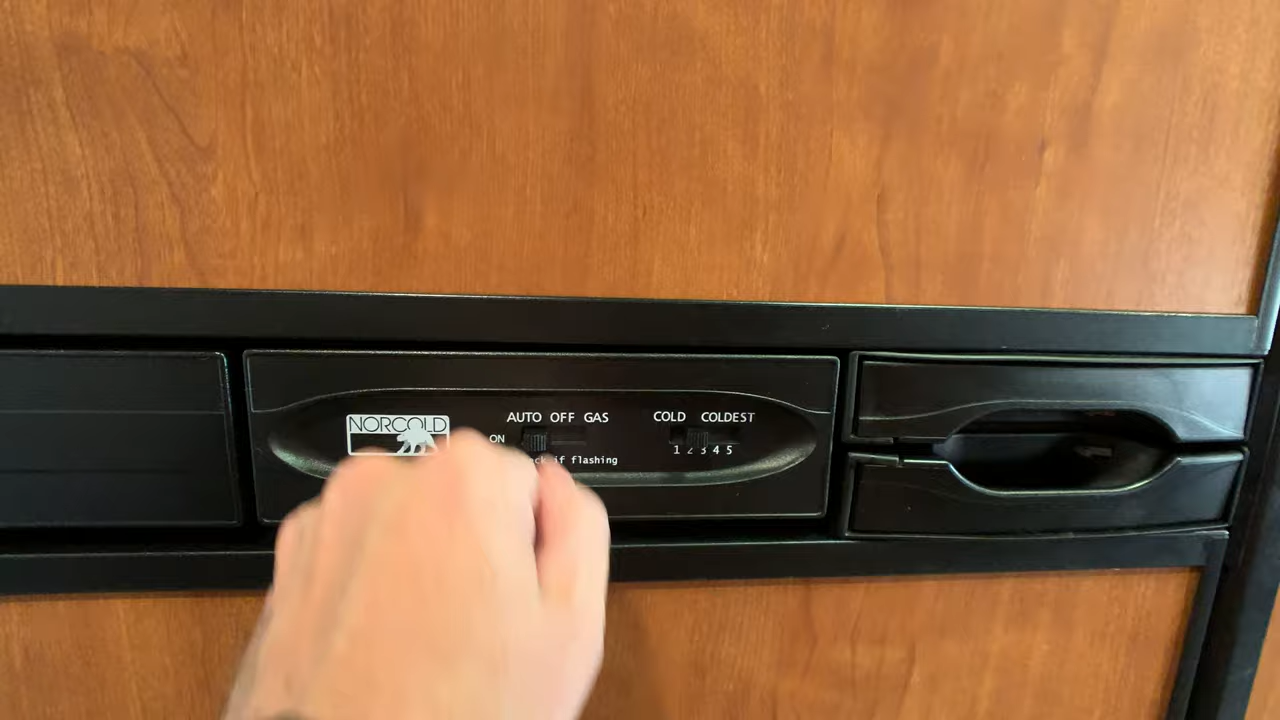 NORCOLD
AUTO OFF GAS
COLD COLDEST
ON
if flashing
1 2 3 4 5